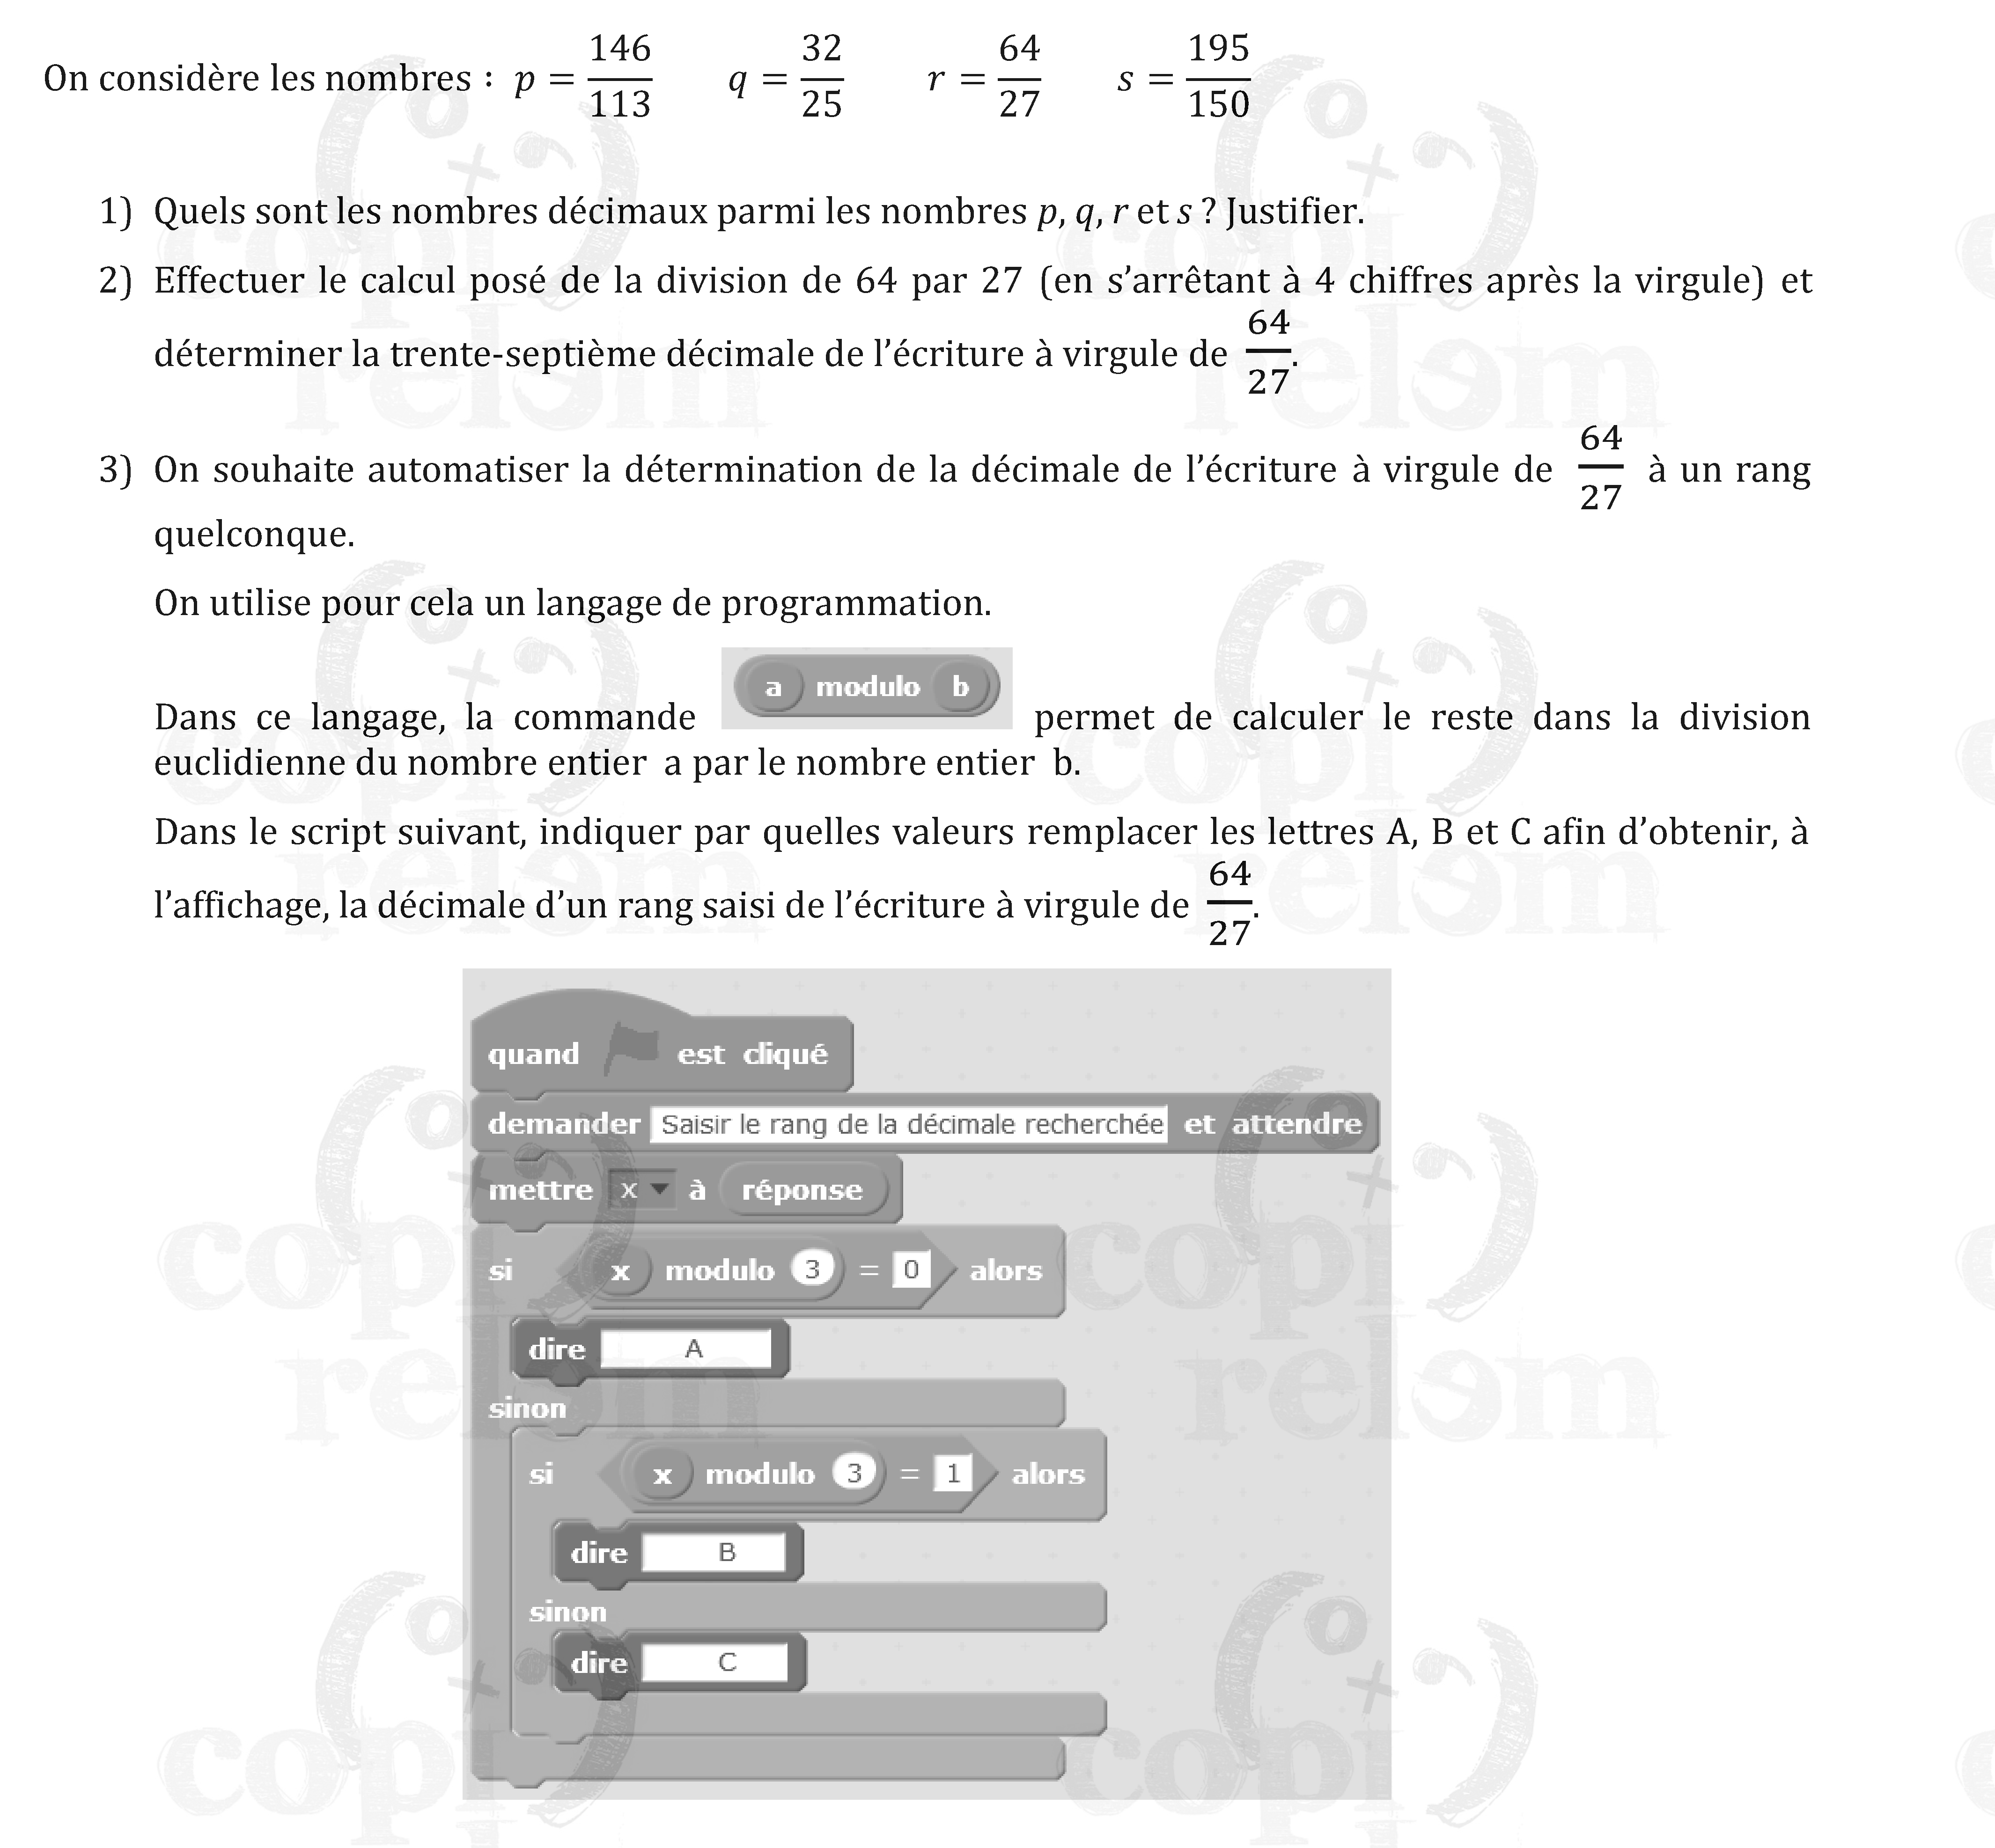 On considère les nombres : p = 146/113 q = 32/25 r = 64/27 s = 195/150
1) Quels sont les nombres décimaux parmi les nombres p, q, r et s ? Justifier.
2) Effectuer le calcul posé de la division de 64 par 27 (en s'arrêtant à 4 chiffres après la virgule) et
déterminer la trente-septième décimale de l'écriture à virgule de 64/27.
3) On souhaite automatiser la détermination de la décimale de l'écriture à virgule de 64/27 à un rang
quelconque.
On utilise pour cela un langage de programmation.
Dans ce langage, la commande a modulo b permet de calculer le reste dans la division
euclidienne du nombre entier a par le nombre entier b.
Dans le script suivant, indiquer par quelles valeurs remplacer les lettres A, B et C afin d'obtenir, à
l'affichage, la décimale d'un rang saisi de l'écriture à virgule de 64/27.
quand est cliqué
demander Saisir le rang de la décimale recherchée et attendre
mettre x à réponse
si x modulo 3 = 0 alors
dire A
sinon
si x modulo 3 = 1 alors
dire B
sinon
dire C